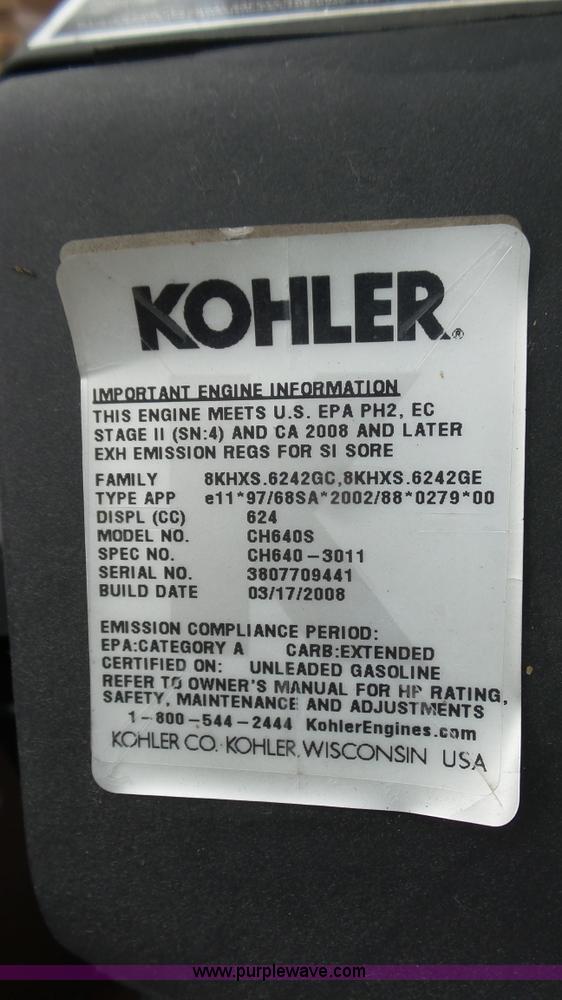 KOHLER®
IMPORTANT ENGINE INFORMATION
THIS ENGINE MEETS U.S. EPA PH2, EC
STAGE II (SN:4) AND CA 2008 AND LATER
EXH EMISSION REGS FOR SI SORE
FAMILY 8KHXS.6242GC,8KHXS.6242GE
TYPE APP e11*97/68SA*2002/88*0279*00
DISPL (CC) 624
MODEL NO. CH640S
SPEC NO. CH640-3011
SERIAL NO. 3807709441
BUILD DATE 03/17/2008
EMISSION COMPLIANCE PERIOD:
EPA:CATEGORY A CARB:EXTENDED
CERTIFIED ON: UNLEADED GASOLINE
REFER TO OWNER'S MANUAL FOR HP RATING,
SAFETY, MAINTENANCE AND ADJUSTMENTS
1-800-544-2444 KohlerEngines.com
KOHLER CO. KOHLER, WISCONSIN USA
www.purplewave.com